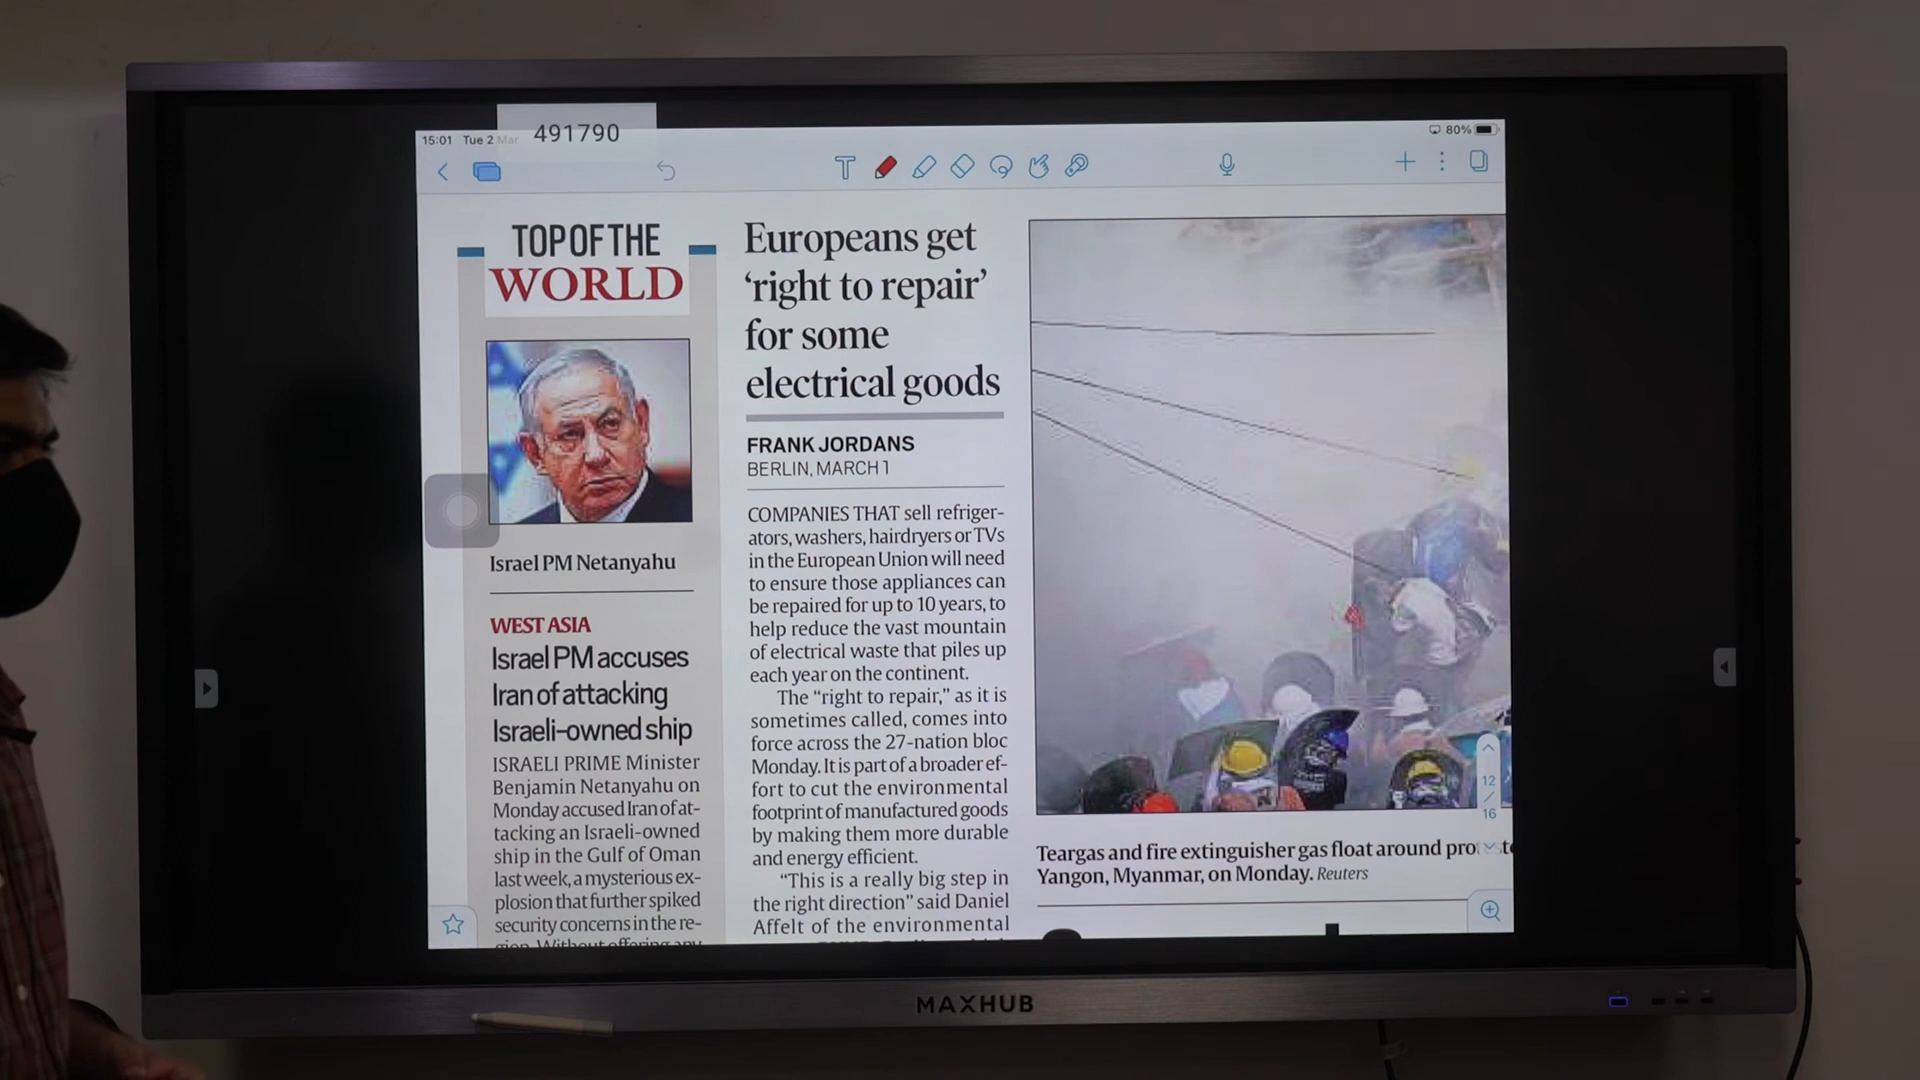 15:01 Tue 2 Mar
491790
80%
TOP OF THE
WORLD
Israel PM Netanyahu
WEST ASIA
Israel PM accuses
Iran of attacking
Israeli-owned ship
ISRAELI PRIME Minister
Benjamin Netanyahu on
Monday accused Iran of at-
tacking an Israeli-owned
ship in the Gulf of Oman
last week, a mysterious ex-
plosion that further spiked
security concerns in the re-
gion. Without offering any
Europeans get
‘right to repair’
for some
electrical goods
FRANK JORDANS
BERLIN, MARCH 1
COMPANIES THAT sell refriger-
ators, washers, hairdryers or TVs
in the European Union will need
to ensure those appliances can
be repaired for up to 10 years, to
help reduce the vast mountain
of electrical waste that piles up
each year on the continent.
The “right to repair,” as it is
sometimes called, comes into
force across the 27-nation bloc
Monday. It is part of a broader ef-
fort to cut the environmental
footprint of manufactured goods
by making them more durable
and energy efficient.
“This is a really big step in
the right direction” said Daniel
Affelt of the environmental
Teargas and fire extinguisher gas float around
Yangon, Myanmar, on Monday. Reuters
12
/
16
MAXHUB